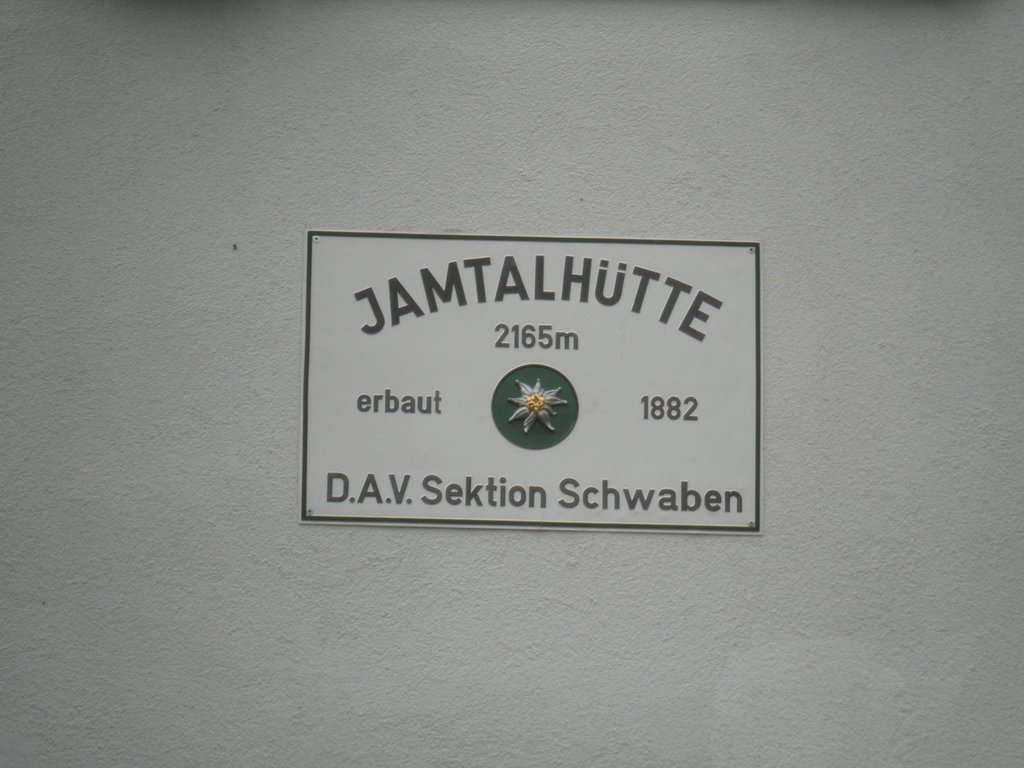 JAMTALHÜTTE
2165m
erbaut 1882
D.A.V. Sektion Schwaben